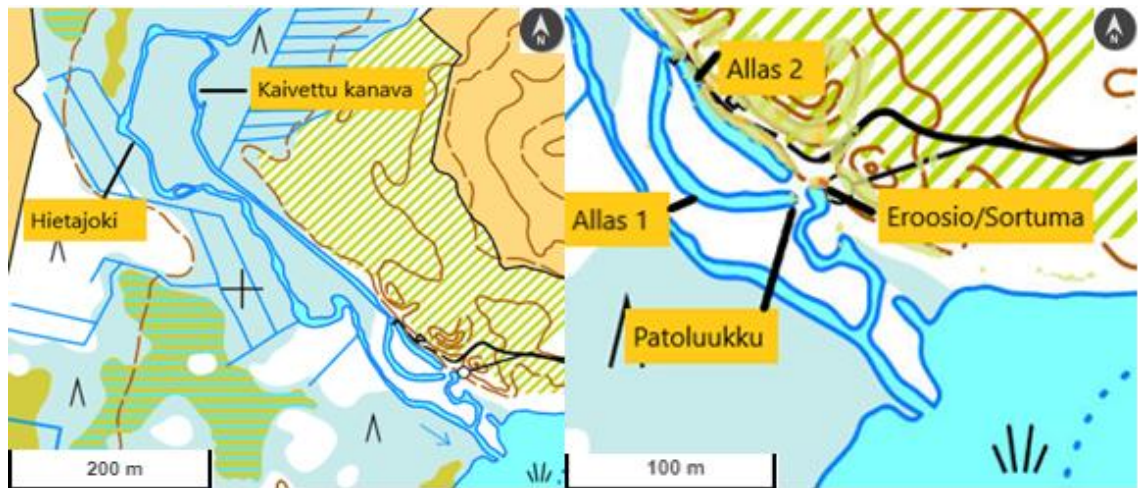 N
Kaivettu kanava
Hietajoki
200 m
N
Allas 2
Allas 1
Eroosio/Sortuma
Patoluukku
100 m